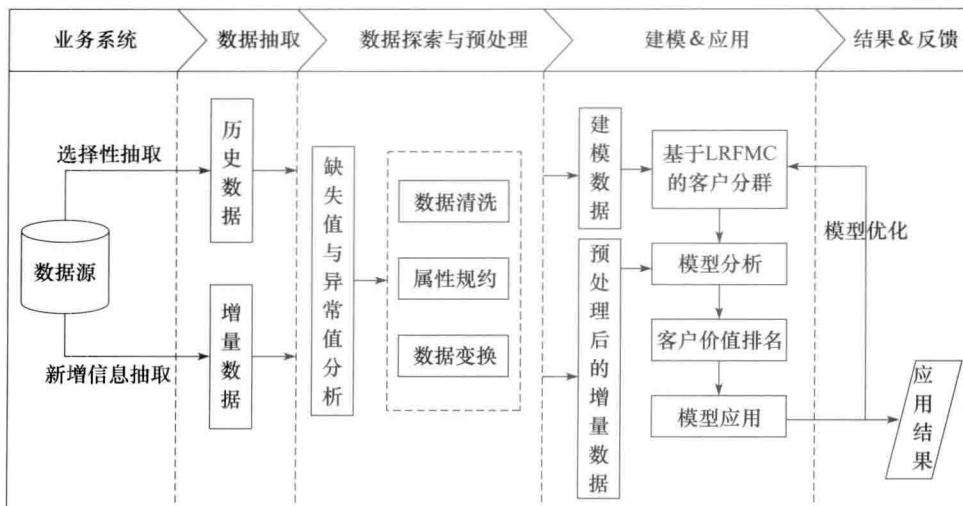 业务系统
数据抽取
数据探索与预处理
建模&应用
结果&反馈
选择性抽取
数据源
新增信息抽取
历史数据
增量数据
缺失值与异常值分析
数据清洗
属性规约
数据变换
建模数据
预处理后的增量数据
基于LRFMC
的客户分群
模型分析
客户价值排名
模型应用
模型优化
应用结果